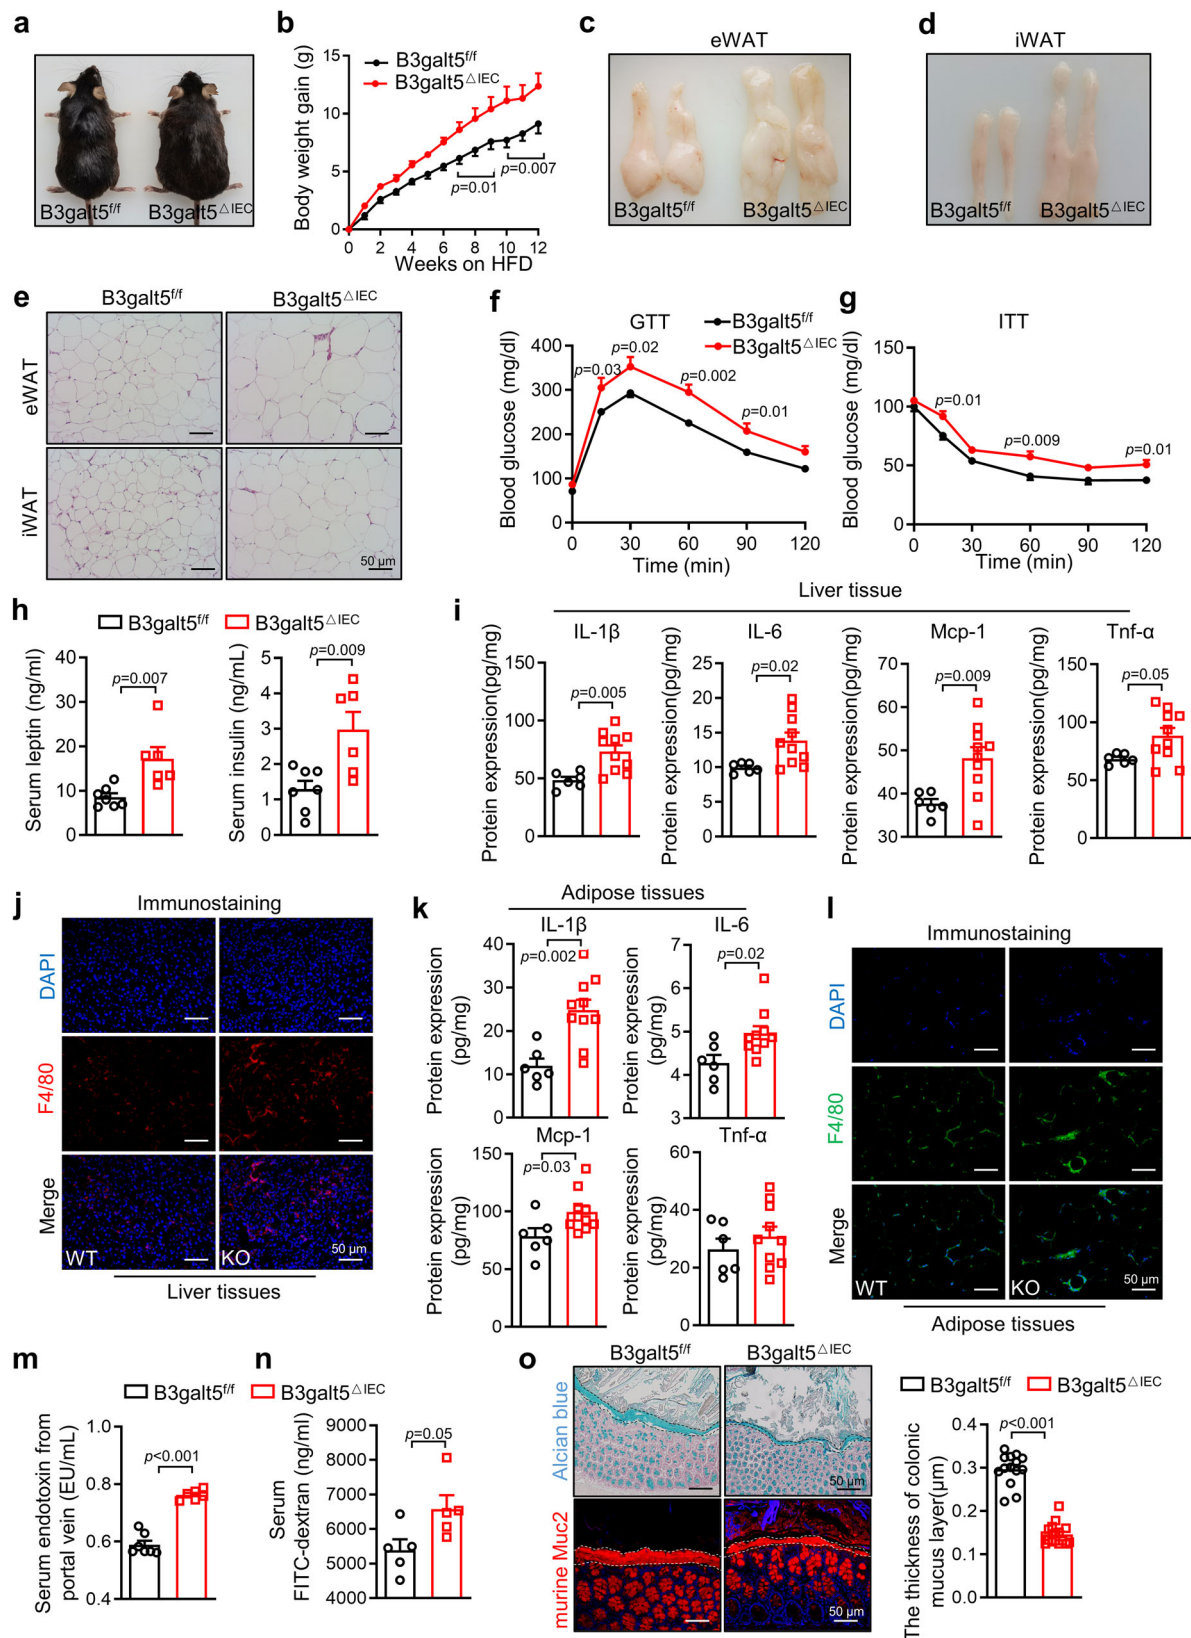 a
B3galt5f/f
B3galt5△IEC
b
Body weight gain (g)
15
10
5
0
B3galt5f/f
B3galt5△IEC
p=0.01
p=0.007
0 2 4 6 8 10 12
Weeks on HFD
c
eWAT
B3galt5f/f
B3galt5△IEC
d
iWAT
B3galt5f/f
B3galt5△IEC
e
B3galt5f/f
B3galt5△IEC
eWAT
iWAT
50 µm
f
GTT
B3galt5f/f
B3galt5△IEC
Blood glucose (mg/dl)
400
300
200
100
0
p=0.03
p=0.02
p=0.002
p=0.01
0 30 60 90 120
Time (min)
g
ITT
Blood glucose (mg/dl)
150
100
50
0
p=0.01
p=0.009
p=0.01
0 30 60 90 120
Time (min)
h
B3galt5f/f
B3galt5△IEC
Serum leptin (ng/ml)
40
30
20
10
0
p=0.007
Serum insulin (ng/mL)
5
4
3
2
1
0
p=0.009
i
Liver tissue
IL-1β
Protein expression(pg/mg)
150
100
50
0
p=0.005
IL-6
Protein expression(pg/mg)
25
20
15
10
5
0
p=0.02
Mcp-1
Protein expression(pg/mg)
70
60
50
40
30
p=0.009
Tnf-α
Protein expression(pg/mg)
150
100
50
0
p=0.05
j
Immunostaining
DAPI
F4/80
Merge
WT
KO
50 µm
Liver tissues
k
Adipose tissues
IL-1β
Protein expression
(pg/mg)
40
30
20
10
0
p=0.002
IL-6
Protein expression
(pg/mg)
7
6
5
4
3
p=0.02
Mcp-1
Protein expression
(pg/mg)
150
100
50
0
p=0.03
Tnf-α
Protein expression
(pg/mg)
60
40
20
0
l
Immunostaining
DAPI
F4/80
Merge
WT
KO
50 µm
Adipose tissues
m
B3galt5f/f
B3galt5△IEC
Serum endotoxin from
portal vein (EU/mL)
1.0
0.8
0.6
0.4
p<0.001
n
Serum
FITC-dextran (ng/ml)
9000
8000
7000
6000
5000
4000
p=0.05
o
B3galt5f/f
B3galt5△IEC
Alcian blue
50 µm
murine Muc2
50 µm
B3galt5f/f
B3galt5△IEC
The thickness of colonic
mucus layer(µm)
0.4
0.3
0.2
0.1
0.0
p<0.001